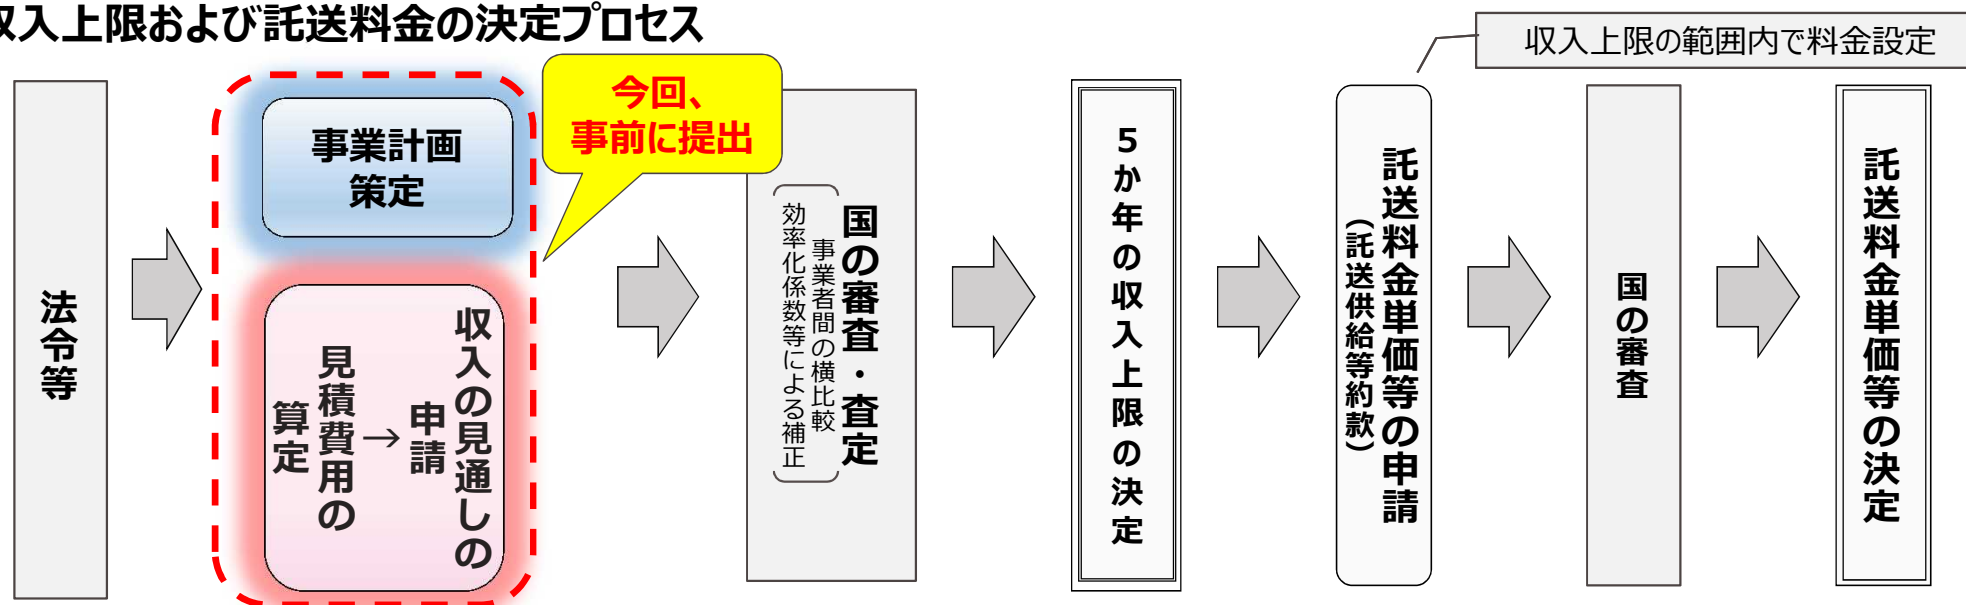 収入上限および託送料金の決定プロセス
収入上限の範囲内で料金設定
法令等
事業計画
策定
見積費用の
算定
→
収入の見通しの
申請
今回、
事前に提出
国の審査・査定
事業者間の横比較
効率化係数等による補正
5か年の収入上限の決定
託送料金単価等の申請
(託送供給等約款)
国の審査
託送料金単価等の決定